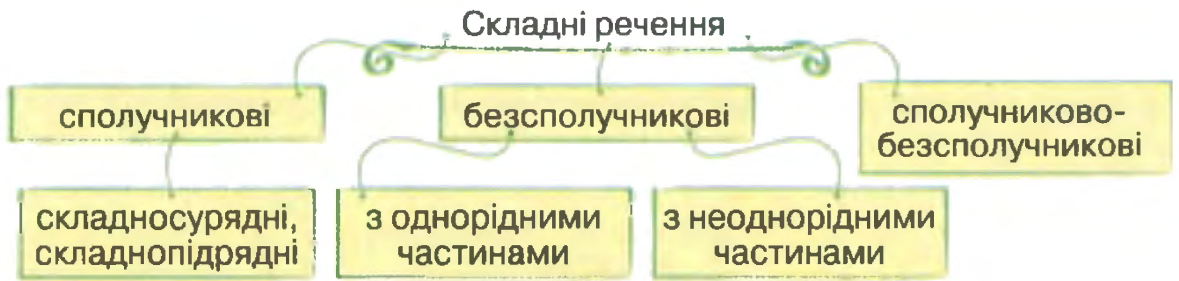 Складні речення
сполучникові
безсполучникові
сполучниково-
безсполучникові
складносурядні,
складнопідрядні
з однорідними
частинами
з неоднорідними
частинами